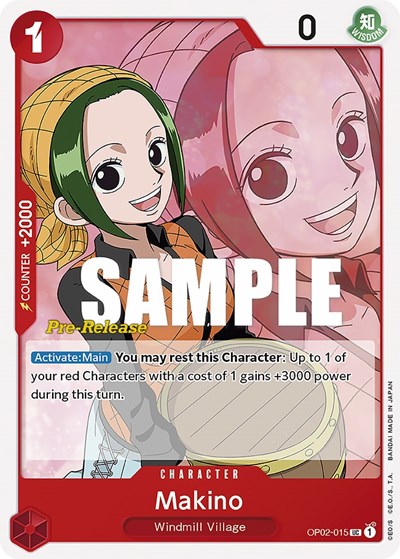 1
0
知
WISDOM
COUNTER +2000
SAMPLE
Pre-Release
Activate:Main You may rest this Character: Up to 1 of
your red Characters with a cost of 1 gains +3000 power
during this turn.
CHARACTER
Makino
Windmill Village
OP02-015 UC 1
©E.O./S., T.A. BANDAI MADE IN JAPAN
©EO/S